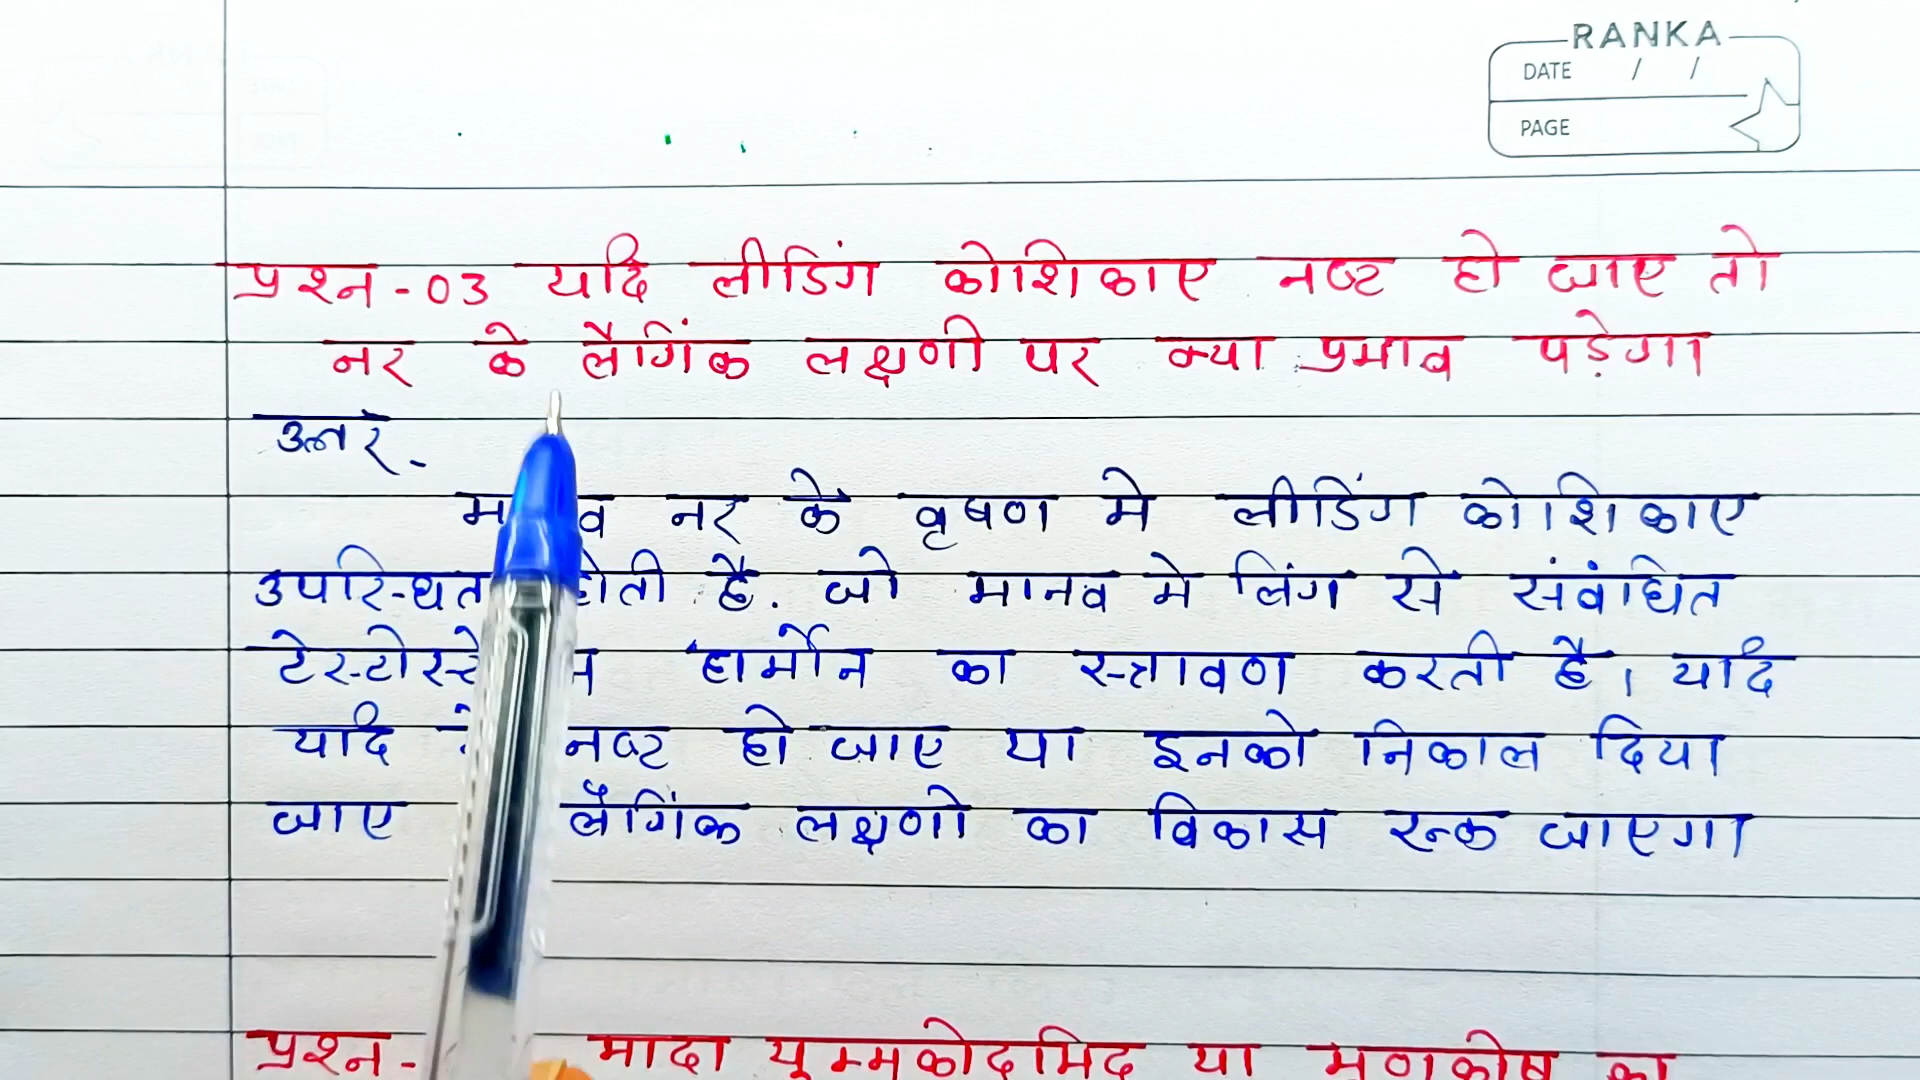 RANKA
DATE / /
PAGE
प्रश्न-03 यदि लीडिंग कोशिकाए नष्ट हो जाए तो
नर के लैगिंक लक्षणो पर क्या प्रभाव पड़ेगा
उत्तर-
नर के वृषण मे लीडिंग कोशिकाए
उपस्थित होती है. जो मानव मे लिंग से संबंधित
हार्मोन का स्त्रावण करती है। यदि
यदि नष्ट हो जाए या इनको निकाल दिया
जाए लैगिंक लक्षणो का विकास रूक जाएगा
प्रश्न- मादा युग्मकोदभिद या भ्रूणकोष का